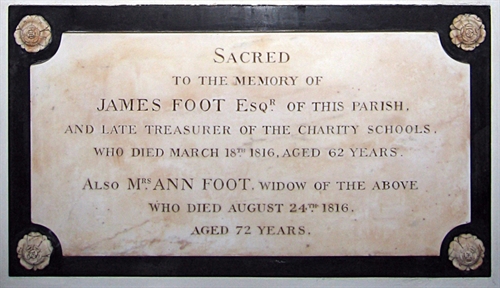 SACRED
TO THE MEMORY OF
JAMES FOOT ESQR OF THIS PARISH,
AND LATE TREASURER OF THE CHARITY SCHOOLS,
WHO DIED MARCH 18TH 1816, AGED 62 YEARS.
ALSO MRS ANN FOOT, WIDOW OF THE ABOVE
WHO DIED AUGUST 24TH 1816,
AGED 72 YEARS.